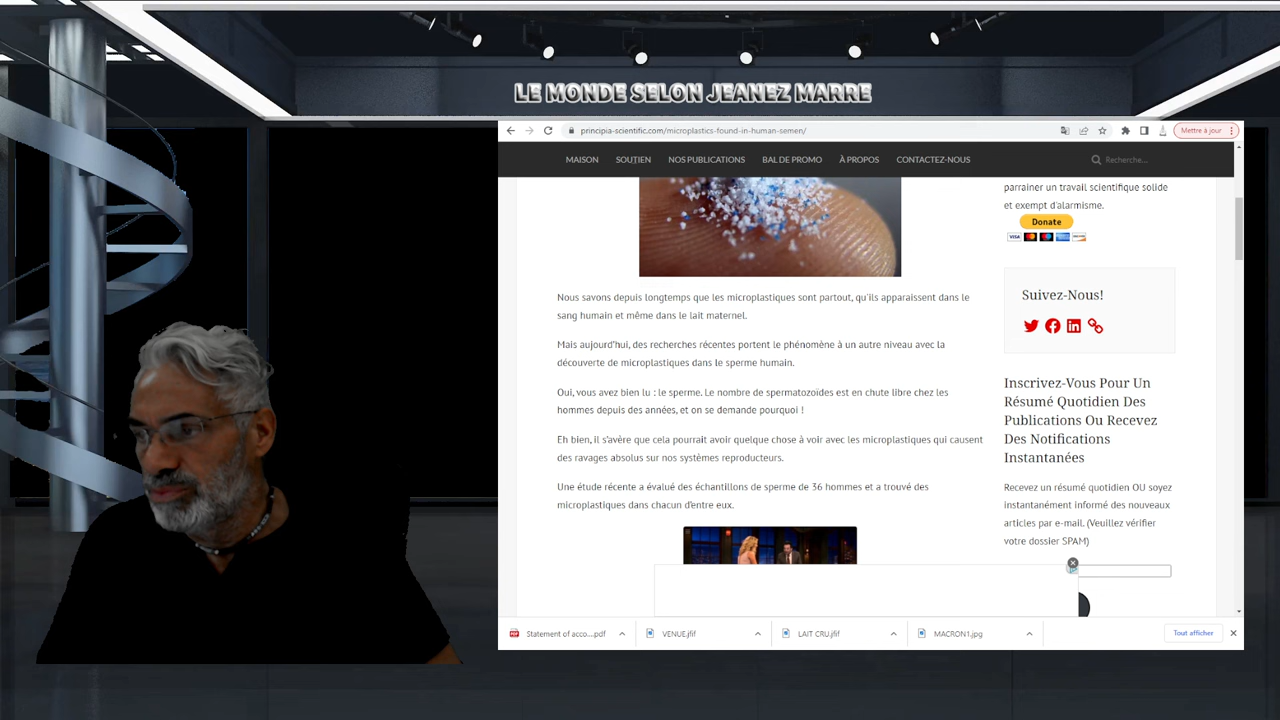 LE MONDE SELON JEANEZ MARRE
principia-scientific.com/microplastics-found-in-human-semen/
Mettre à jour
MAISON SOUTIEN NOS PUBLICATIONS BAL DE PROMO À PROPOS CONTACTEZ-NOUS Recherche...
Nous savons depuis longtemps que les microplastiques sont partout, qu'ils apparaissent dans le
sang humain et même dans le lait maternel.
Mais aujourd'hui, des recherches récentes portent le phénomène à un autre niveau avec la
découverte de microplastiques dans le sperme humain.
Oui, vous avez bien lu : le sperme. Le nombre de spermatozoïdes est en chute libre chez les
hommes depuis des années, et on se demande pourquoi !
Eh bien, il s'avère que cela pourrait avoir quelque chose à voir avec les microplastiques qui causent
des ravages absolus sur nos systèmes reproducteurs.
Une étude récente a évalué des échantillons de sperme de 36 hommes et a trouvé des
microplastiques dans chacun d'entre eux.
parrainer un travail scientifique solide
et exempt d'alarmisme.
Donate
VISA
Suivez-Nous!
Inscrivez-Vous Pour Un
Résumé Quotidien Des
Publications Ou Recevez
Des Notifications
Instantanées
Recevez un résumé quotidien OU soyez
instantanément informé des nouveaux
articles par e-mail. (Veuillez vérifier
votre dossier SPAM)
Statement of acco....pdf
VENUE.jfif
LAIT CRU.jfif
MACRON1.jpg
Tout afficher